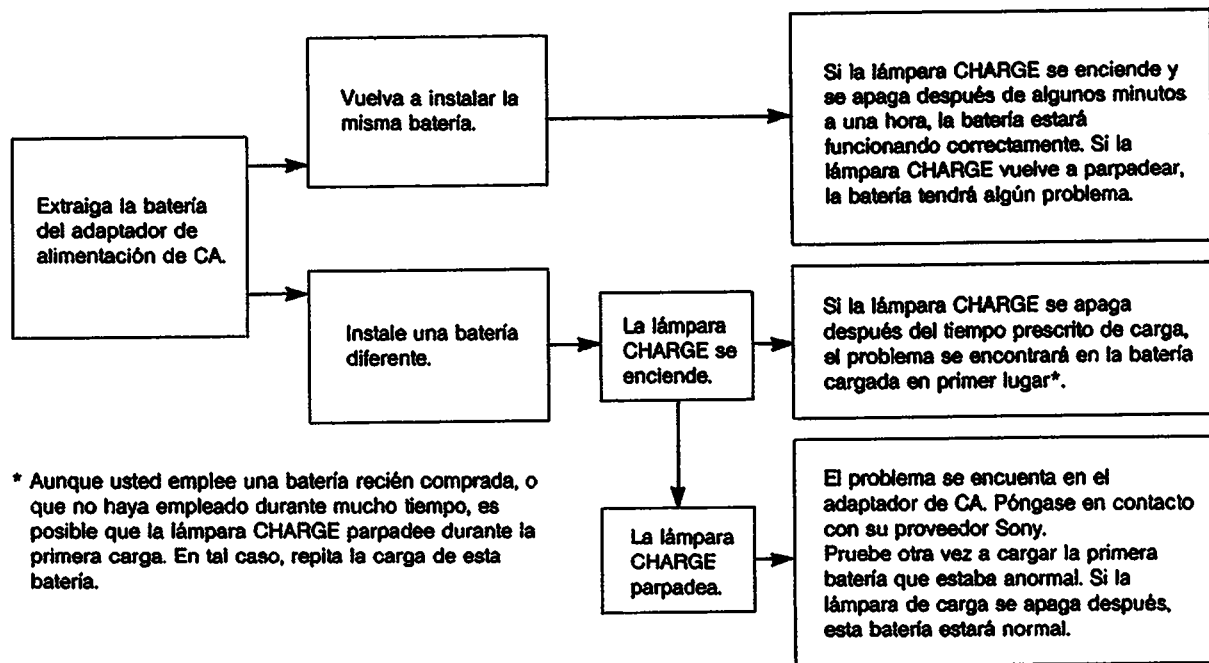 Extraiga la batería
del adaptador de
alimentación de CA.
Vuelva a instalar la
misma batería.
Si la lámpara CHARGE se enciende y
se apaga después de algunos minutos
a una hora, la batería estará
funcionando correctamente. Si la
lámpara CHARGE vuelve a parpadear,
la batería tendrá algún problema.
Instale una batería
diferente.
La lámpara
CHARGE se
enciende.
Si la lámpara CHARGE se apaga
después del tiempo prescrito de carga,
el problema se encontrará en la batería
cargada en primer lugar*.
La lámpara
CHARGE
parpadea.
El problema se encuenta en el
adaptador de CA. Póngase en contacto
con su proveedor Sony.
Pruebe otra vez a cargar la primera
batería que estaba anormal. Si la
lámpara de carga se apaga después,
esta batería estará normal.
* Aunque usted emplee una batería recién comprada, o
que no haya empleado durante mucho tiempo, es
posible que la lámpara CHARGE parpadee durante la
primera carga. En tal caso, repita la carga de esta
batería.